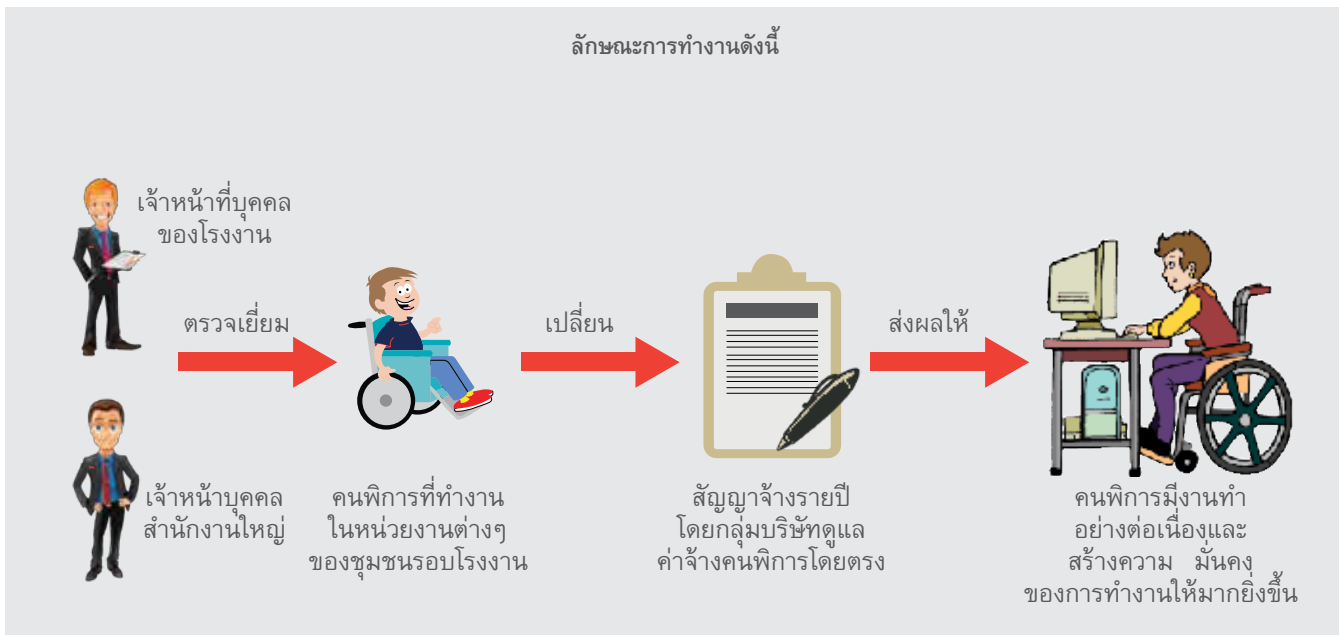 ลักษณะการทำงานดังนี้
เจ้าหน้าที่บุคคล
ของโรงงาน
ตรวจเยี่ยม
เปลี่ยน
ส่งผลให้
เจ้าหน้าบุคคล
สำนักงานใหญ่
คนพิการที่ทำงาน
ในหน่วยงานต่างๆ
ของชุมชนรอบโรงงาน
สัญญาจ้างรายปี
โดยกลุ่มบริษัทดูแล
ค่าจ้างคนพิการโดยตรง
คนพิการมีงานทำ
อย่างต่อเนื่องและ
สร้างความ มั่นคง
ของการทำงานให้มากยิ่งขึ้น